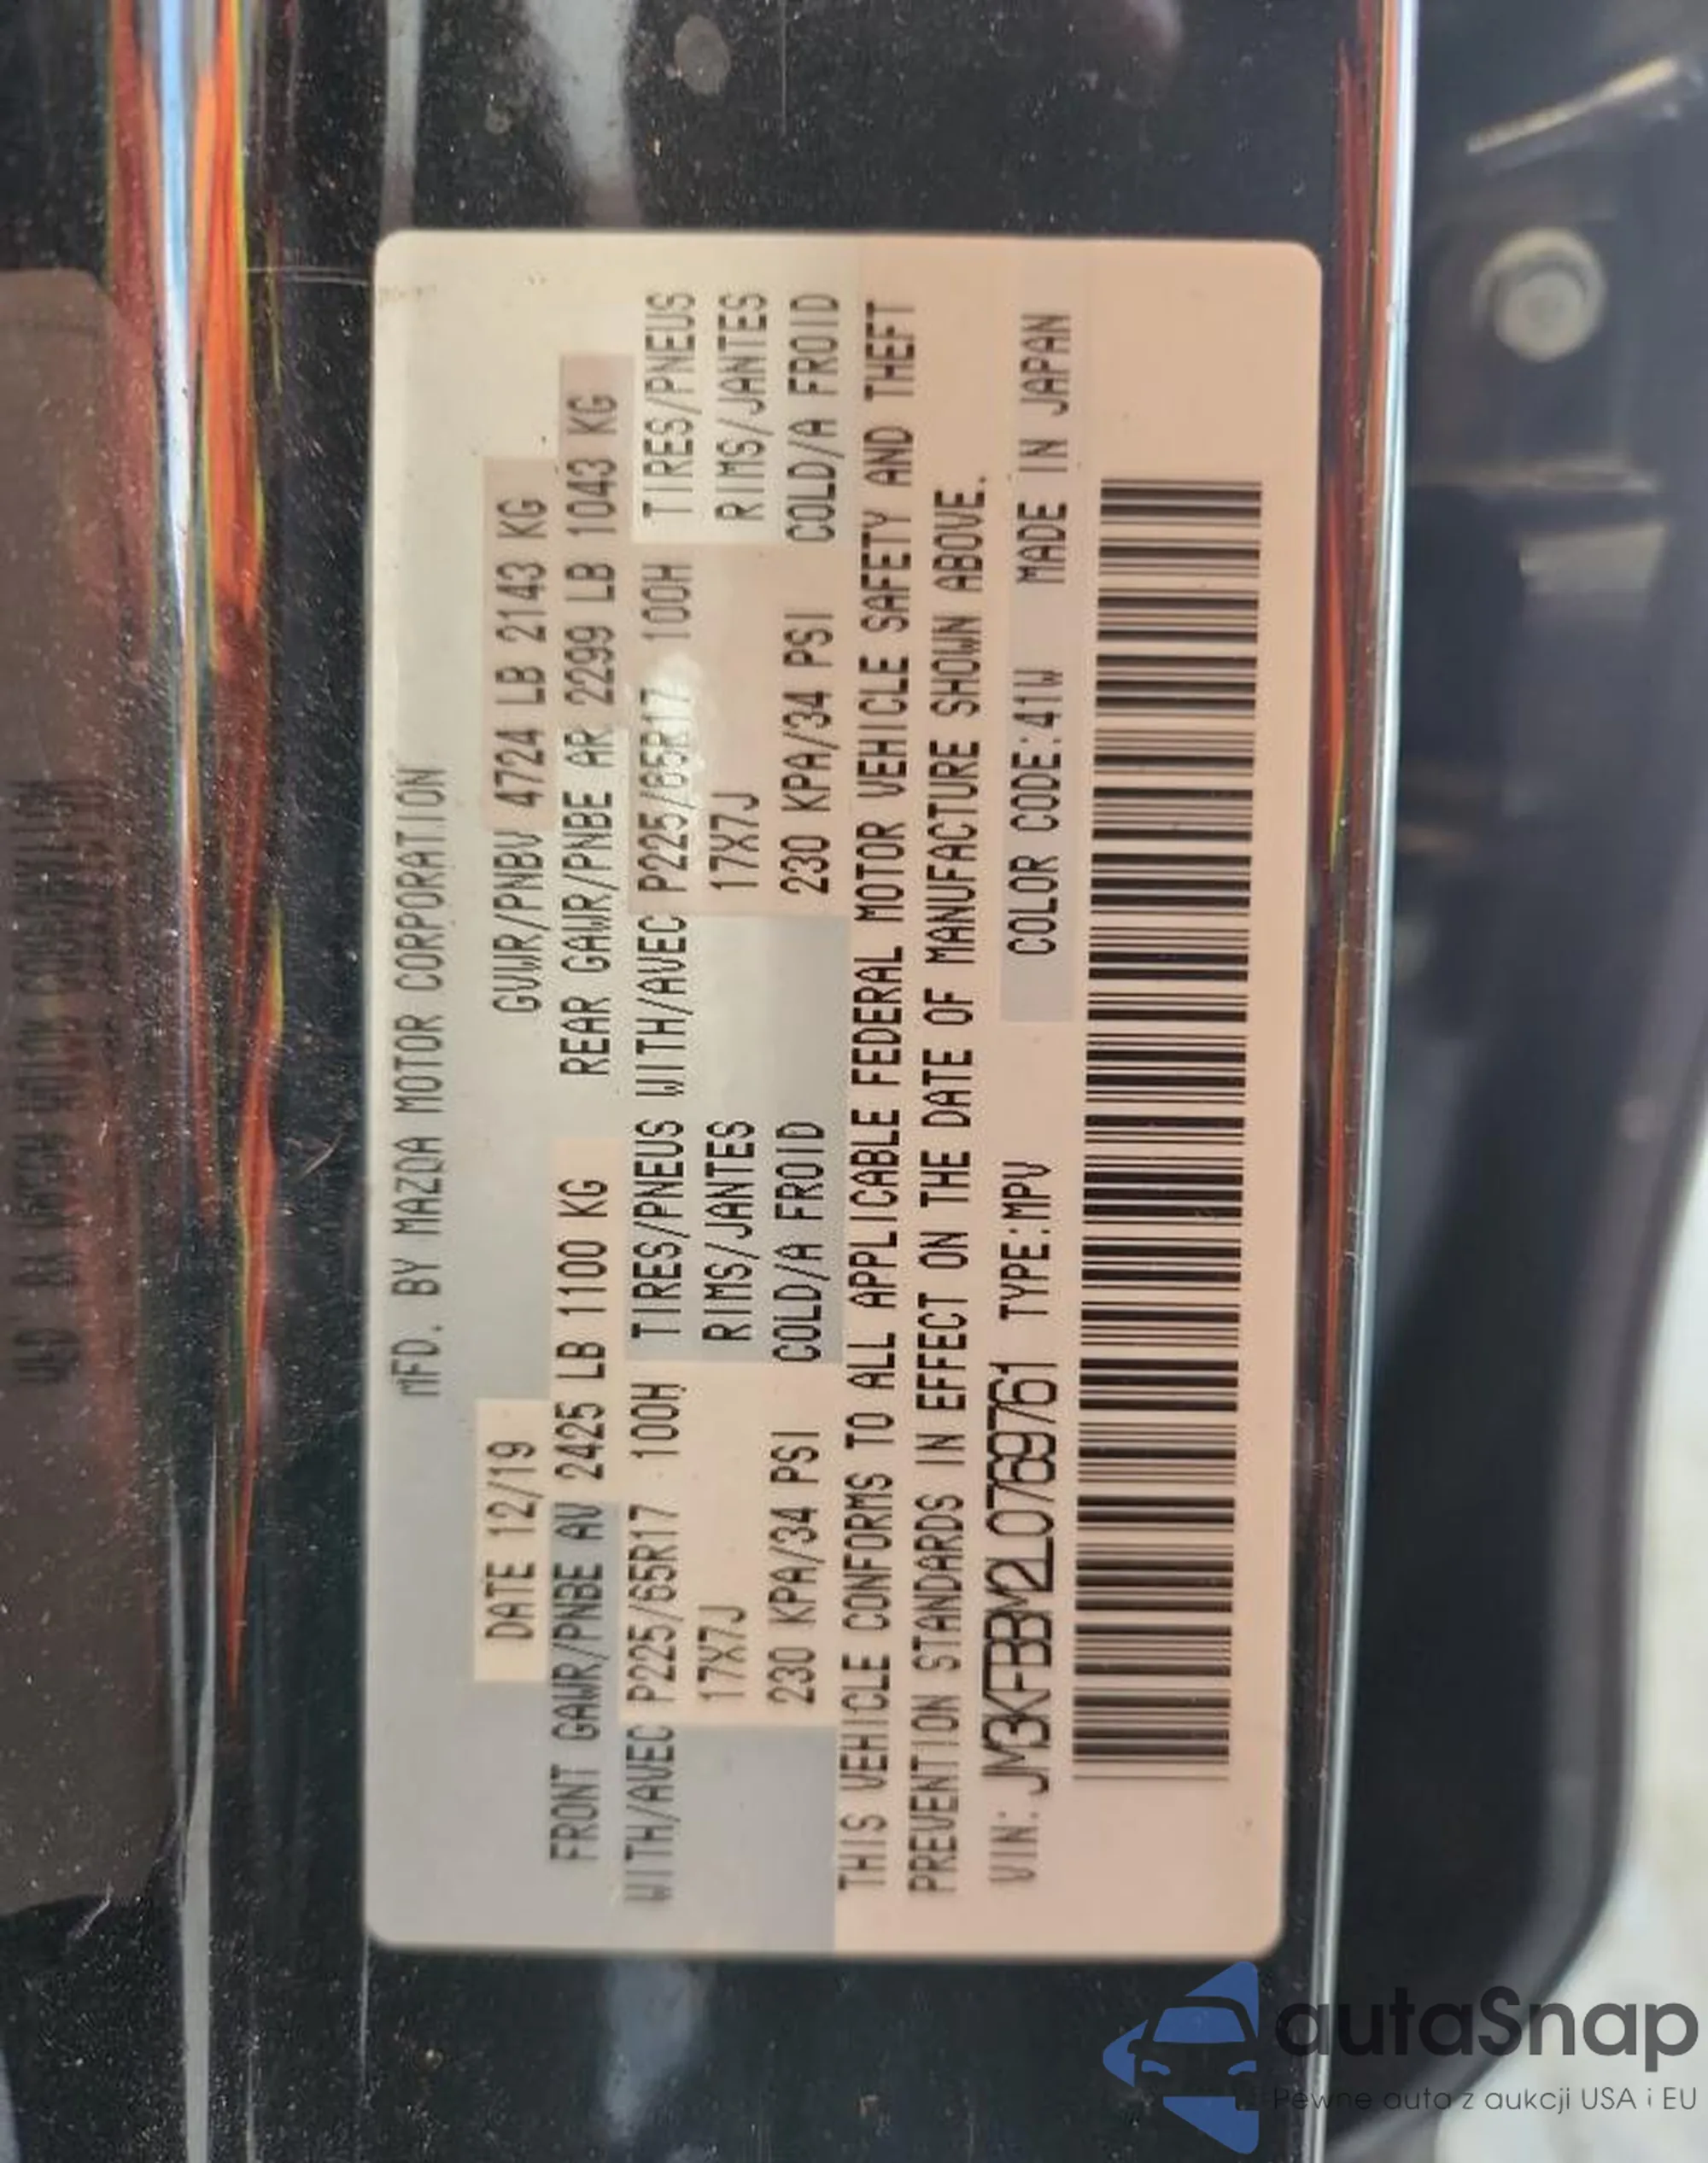 MFD. BY MAZDA MOTOR CORPORATION
DATE 12/19 GVWR/PNBV 4724 LB 2143 KG
FRONT GAWR/PNBE AV 2425 LB 1100 KG REAR GAWR/PNBE AR 2299 LB 1043 KG
WITH/AVEC P225/65R17 100H TIRES/PNEUS WITH/AVEC P225/65R17 100H TIRES/PNEUS
17X7J RIMS/JANTES 17X7J RIMS/JANTES
230 KPA/34 PSI COLD/A FROID 230 KPA/34 PSI COLD/A FROID
THIS VEHICLE CONFORMS TO ALL APPLICABLE FEDERAL MOTOR VEHICLE SAFETY AND THEFT
PREVENTION STANDARDS IN EFFECT ON THE DATE OF MANUFACTURE SHOWN ABOVE.
VIN: JM3KFBBM2L0769761 TYPE:MPV COLOR CODE:41W MADE IN JAPAN
autaSnap
Pewne auta z aukcji USA i EU